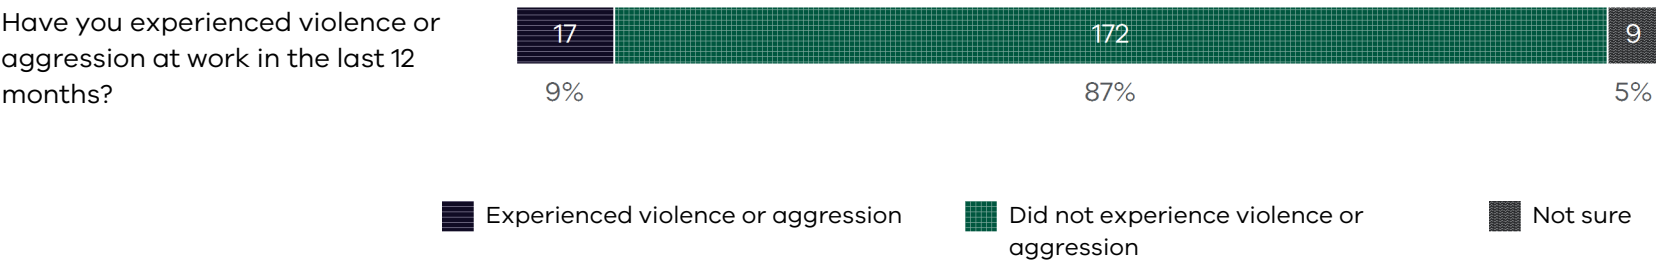 Have you experienced violence or
aggression at work in the last 12
months?
17
172
9
9%
87%
5%
Experienced violence or aggression
Did not experience violence or
aggression
Not sure